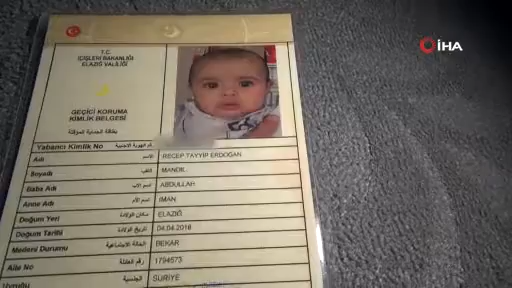 İHA
T.C.
İÇİŞLERİ BAKANLIĞI
ELAZIĞ VALİLİĞİ
GEÇİCİ KORUMA
KİMLİK BELGESİ
بطاقة الحماية المؤقتة
Yabancı Kimlik No رقم الهوية الاجنبية
Adı الاسم RECEP TAYYİP ERDOĞAN
Soyadı اللقب MANDİL
Baba Adı اسم الاب ABDULLAH
Anne Adı اسم الأم İMAN
Doğum Yeri مكان الولادة ELAZIĞ
Doğum Tarihi تاريخ الولادة 04.04.2018
Medeni Durumu الحالة الاجتماعية BEKAR
Aile No رقم العائلة 1794573
Uyruğu الجنسية SURİYE